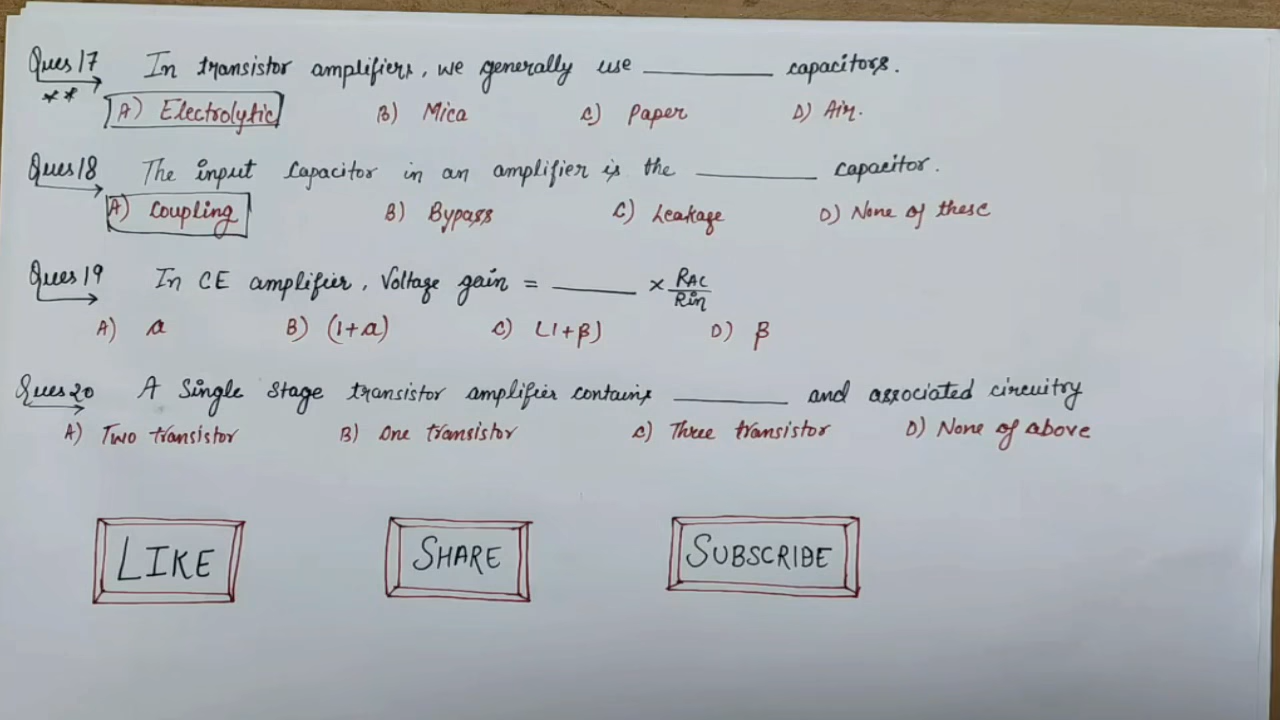 Ques 17 In transistor amplifiers, we generally use ________ capacitors.
** A) Electrolytic B) Mica C) Paper D) Air.
Ques 18 The input Capacitor in an amplifier is the ________ capacitor.
A) Coupling B) Bypass C) Leakage D) None of these
Ques 19 In CE amplifier, Voltage gain = ________ × RAC/Rin
A) α B) (1+α) C) (1+β) D) β
Ques 20 A Single Stage transistor amplifier contains ________ and associated circuitry
A) Two transistor B) One transistor C) Three transistor D) None of above
LIKE SHARE SUBSCRIBE